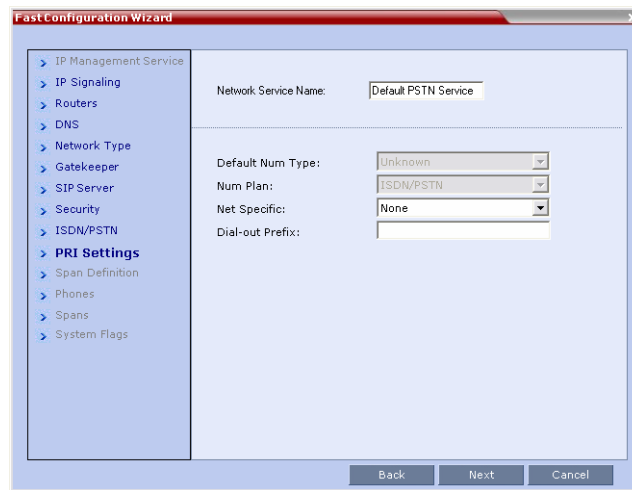 Fast Configuration Wizard
IP Management Service
IP Signaling
Routers
DNS
Network Type
Gatekeeper
SIP Server
Security
ISDN/PSTN
PRI Settings
Span Definition
Phones
Spans
System Flags
Network Service Name: Default PSTN Service
Default Num Type: Unknown
Num Plan: ISDN/PSTN
Net Specific: None
Dial-out Prefix:
Back Next Cancel